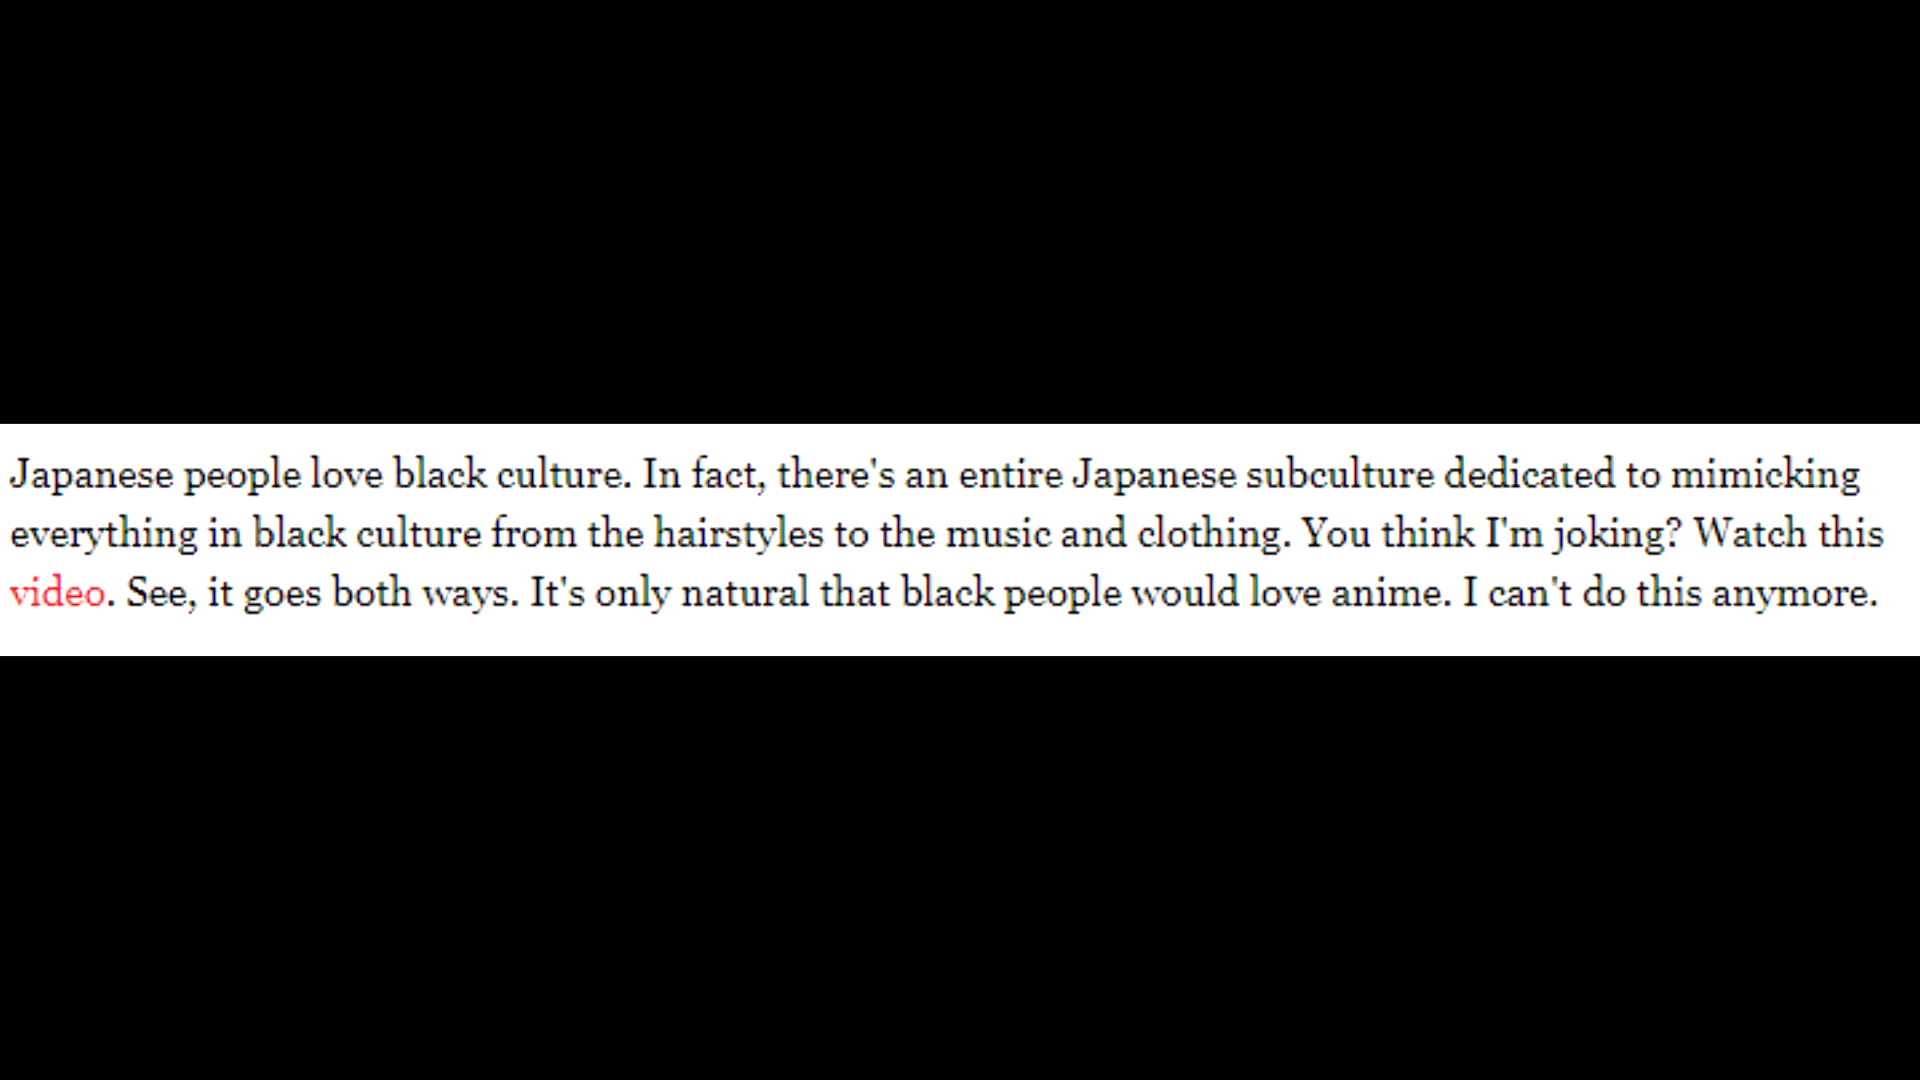 Japanese people love black culture. In fact, there's an entire Japanese subculture dedicated to mimicking
everything in black culture from the hairstyles to the music and clothing. You think I'm joking? Watch this
video. See, it goes both ways. It's only natural that black people would love anime. I can't do this anymore.